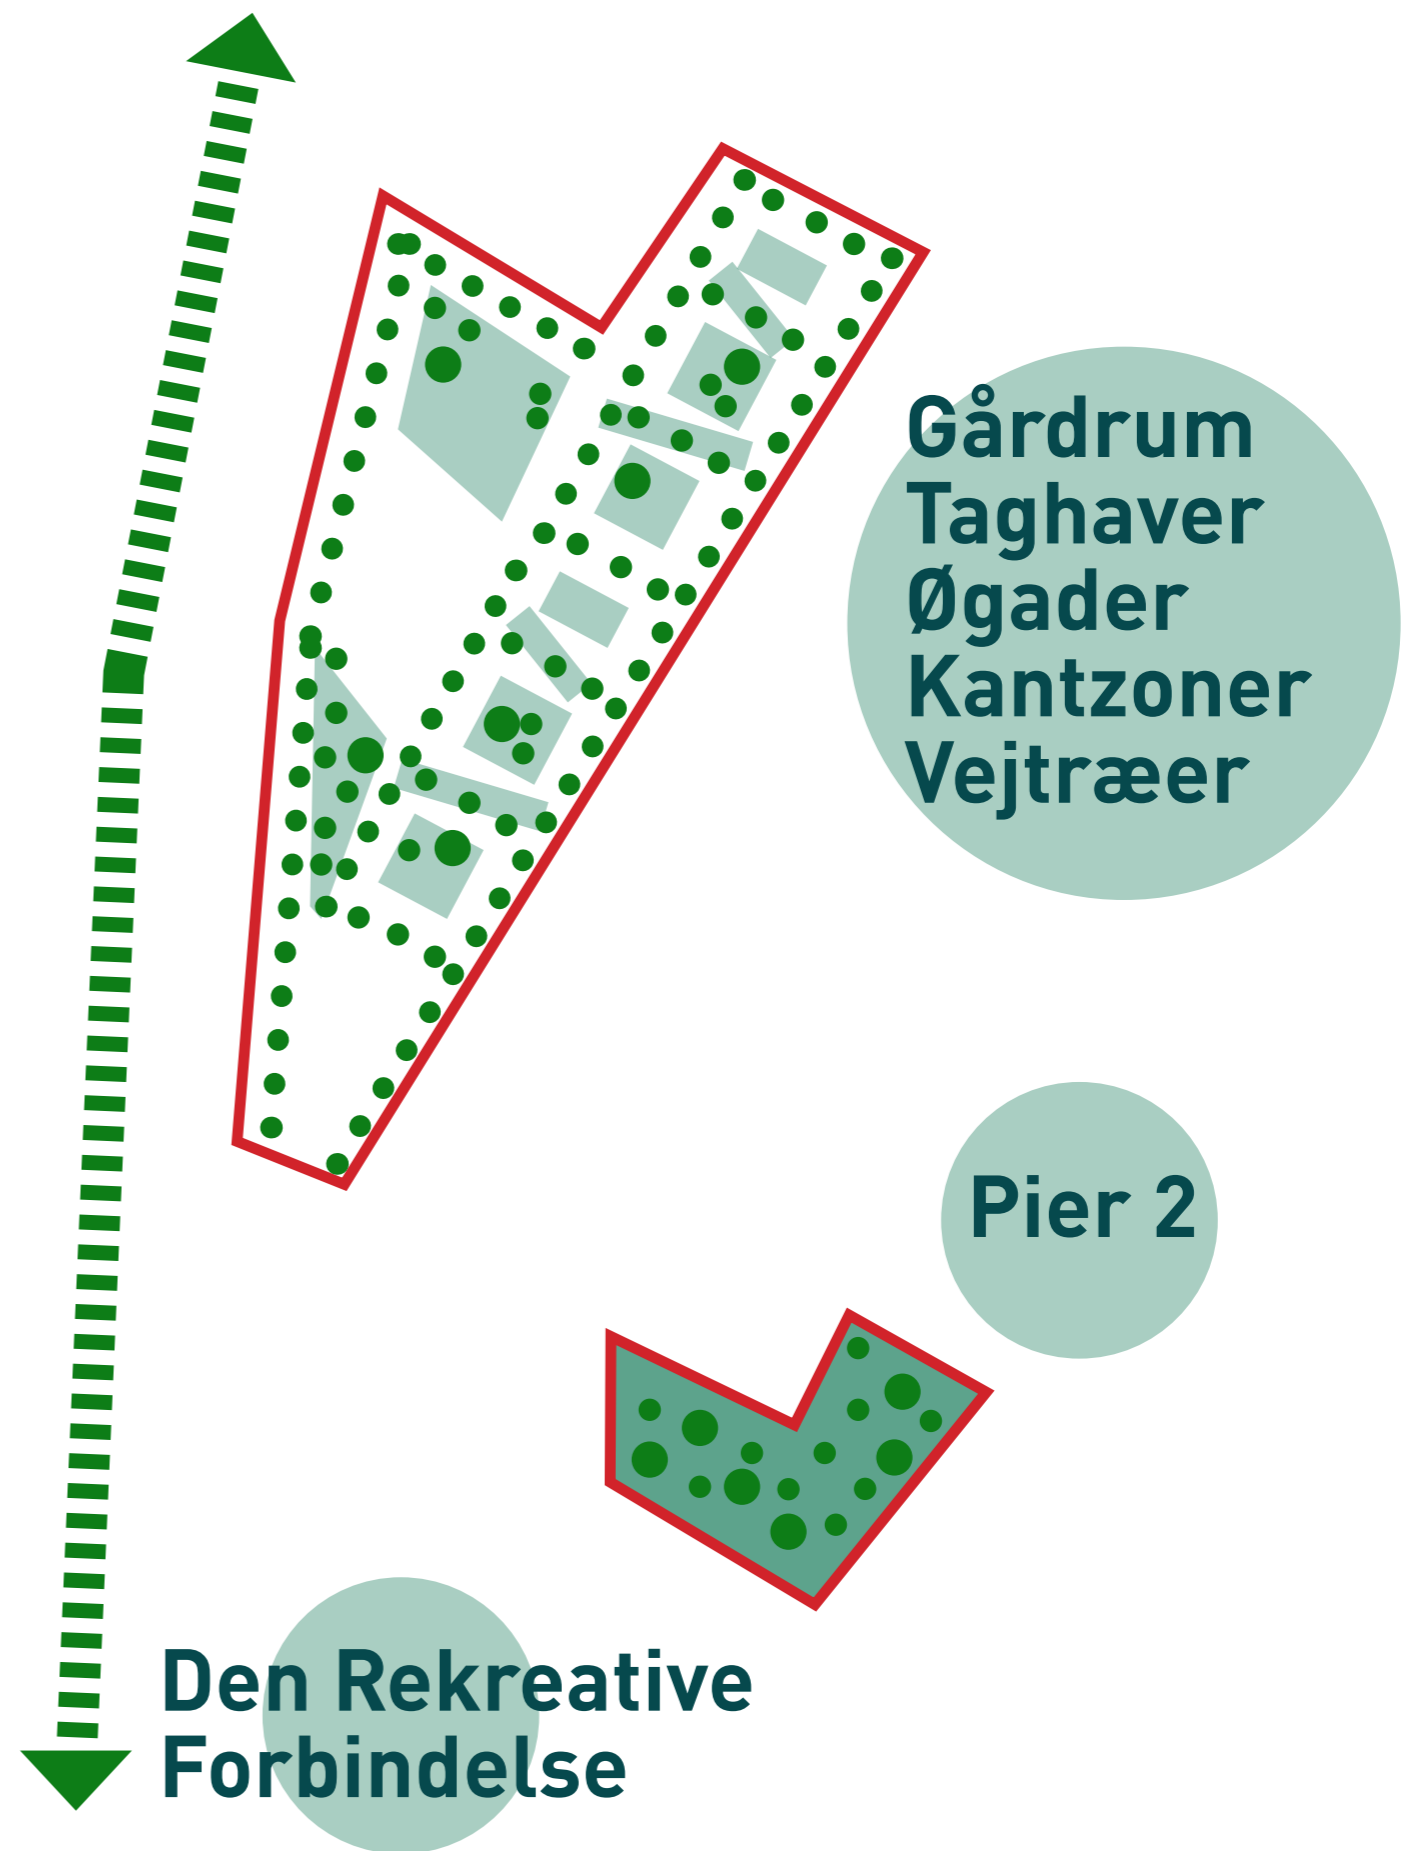 Gårdrum
Taghaver
Øgader
Kantzoner
Vejtræer
Pier 2
Den Rekreative
Forbindelse